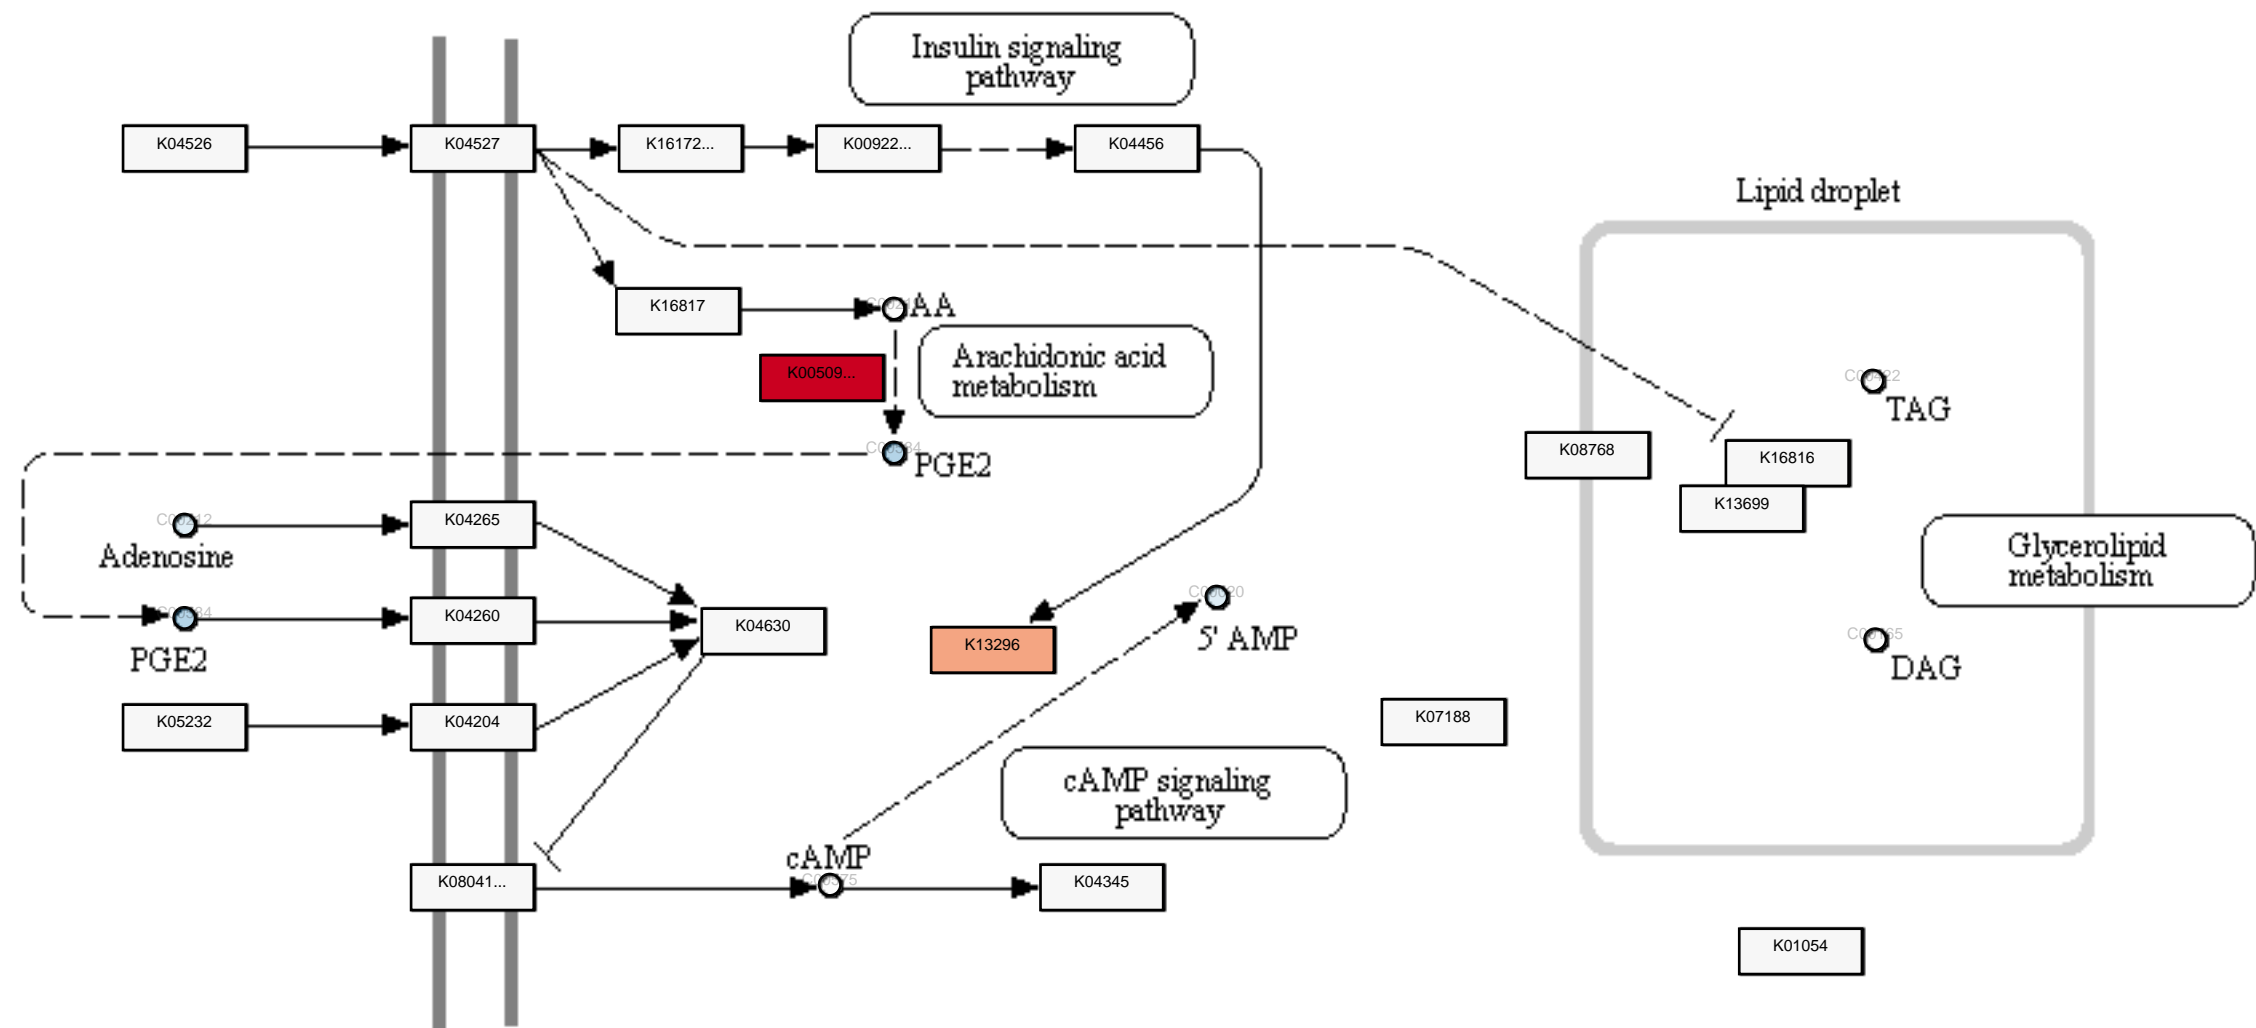 Insulin signaling
pathway
K04526
K04527
K16172...
K00922...
K04456
Lipid droplet
K16817
AA
K00509...
Arachidonic acid
metabolism
TAG
PGE2
K08768
K16816
K13699
K04265
Adenosine
Glycerolipid
metabolism
K04260
K04630
K13296
5' AMP
PGE2
DAG
K05232
K04204
K07188
cAMP signaling
pathway
cAMP
K08041...
K04345
K01054